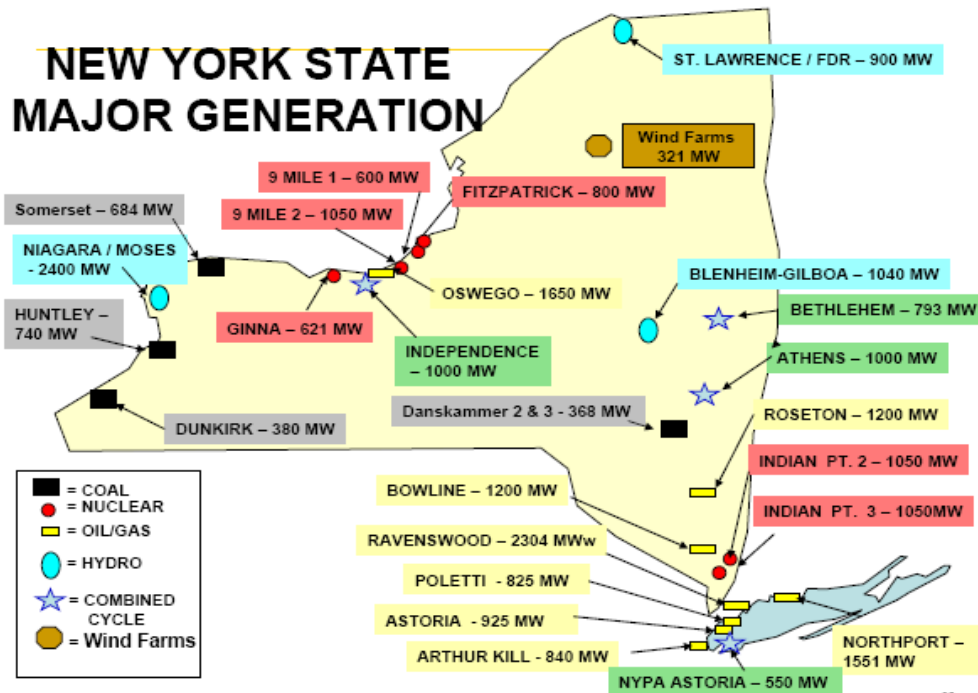 NEW YORK STATE
MAJOR GENERATION
ST. LAWRENCE / FDR – 900 MW
Wind Farms
321 MW
9 MILE 1 – 600 MW
FITZPATRICK – 800 MW
Somerset – 684 MW
9 MILE 2 – 1050 MW
NIAGARA / MOSES
- 2400 MW
BLENHEIM-GILBOA – 1040 MW
OSWEGO – 1650 MW
BETHLEHEM – 793 MW
HUNTLEY –
740 MW
GINNA – 621 MW
INDEPENDENCE
– 1000 MW
ATHENS – 1000 MW
Danskammer 2 & 3 - 368 MW
ROSETON – 1200 MW
DUNKIRK – 380 MW
INDIAN PT. 2 – 1050 MW
BOWLINE – 1200 MW
INDIAN PT. 3 – 1050MW
RAVENSWOOD – 2304 MWw
POLETTI - 825 MW
ASTORIA - 925 MW
ARTHUR KILL - 840 MW
NORTHPORT –
1551 MW
NYPA ASTORIA – 550 MW
= COAL
= NUCLEAR
= OIL/GAS
= HYDRO
= COMBINED
CYCLE
= Wind Farms